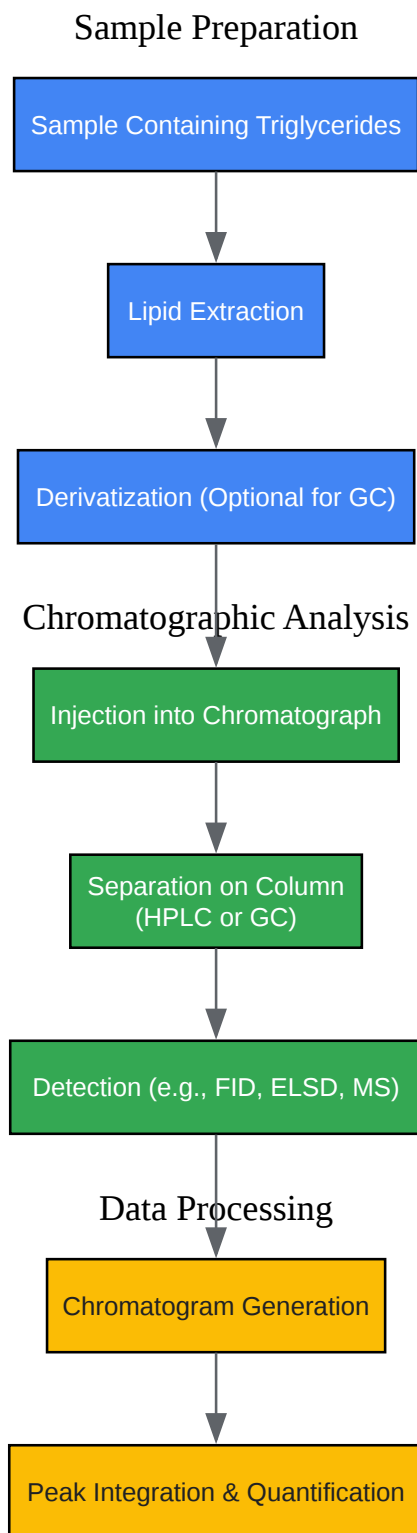 Sample Preparation
Sample Containing Triglycerides
Lipid Extraction
Derivatization (Optional for GC)
Chromatographic Analysis
Injection into Chromatograph
Separation on Column
(HPLC or GC)
Detection (e.g., FID, ELSD, MS)
Data Processing
Chromatogram Generation
Peak Integration & Quantification